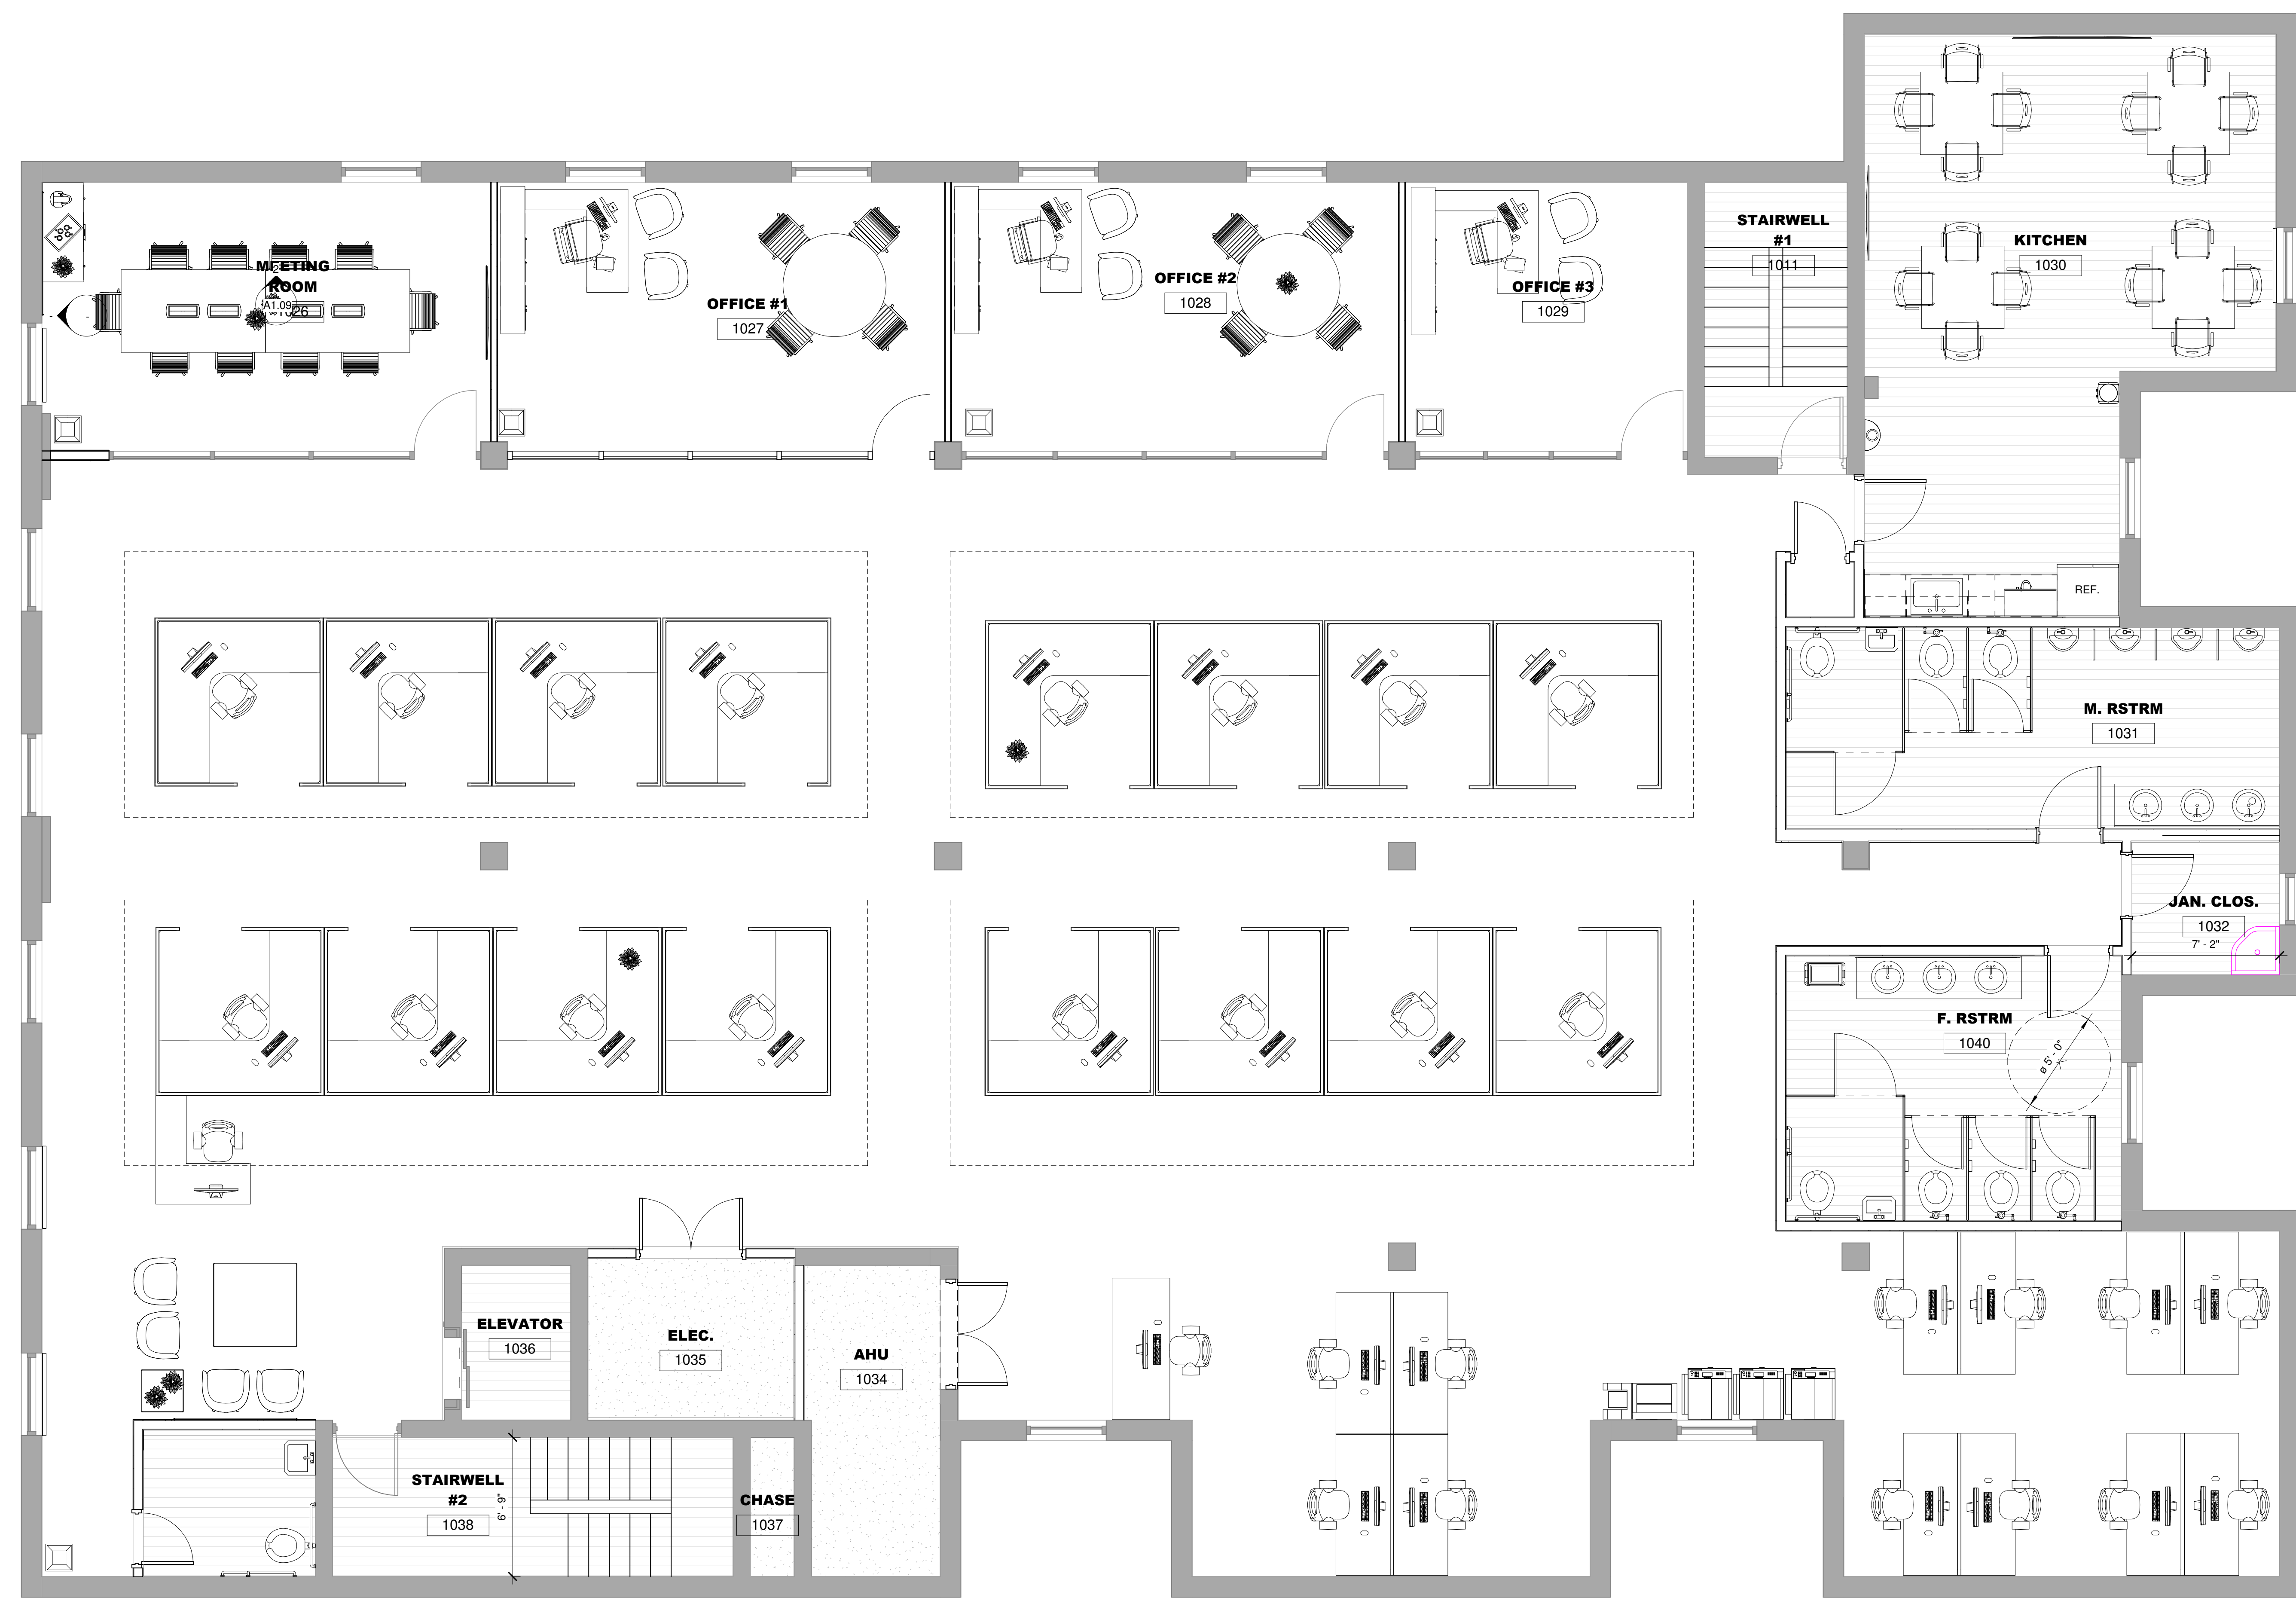 STAIRWELL
#1
1011
KITCHEN
1030
MEETING
ROOM
1026
A1.09
OFFICE #1
1027
OFFICE #2
1028
OFFICE #3
1029
REF.
M. RSTRM
1031
JAN. CLOS.
1032
7' - 2"
F. RSTRM
1040
ø 5' - 0"
ELEVATOR
1036
ELEC.
1035
AHU
1034
STAIRWELL
#2
1038
6' - 9"
CHASE
1037